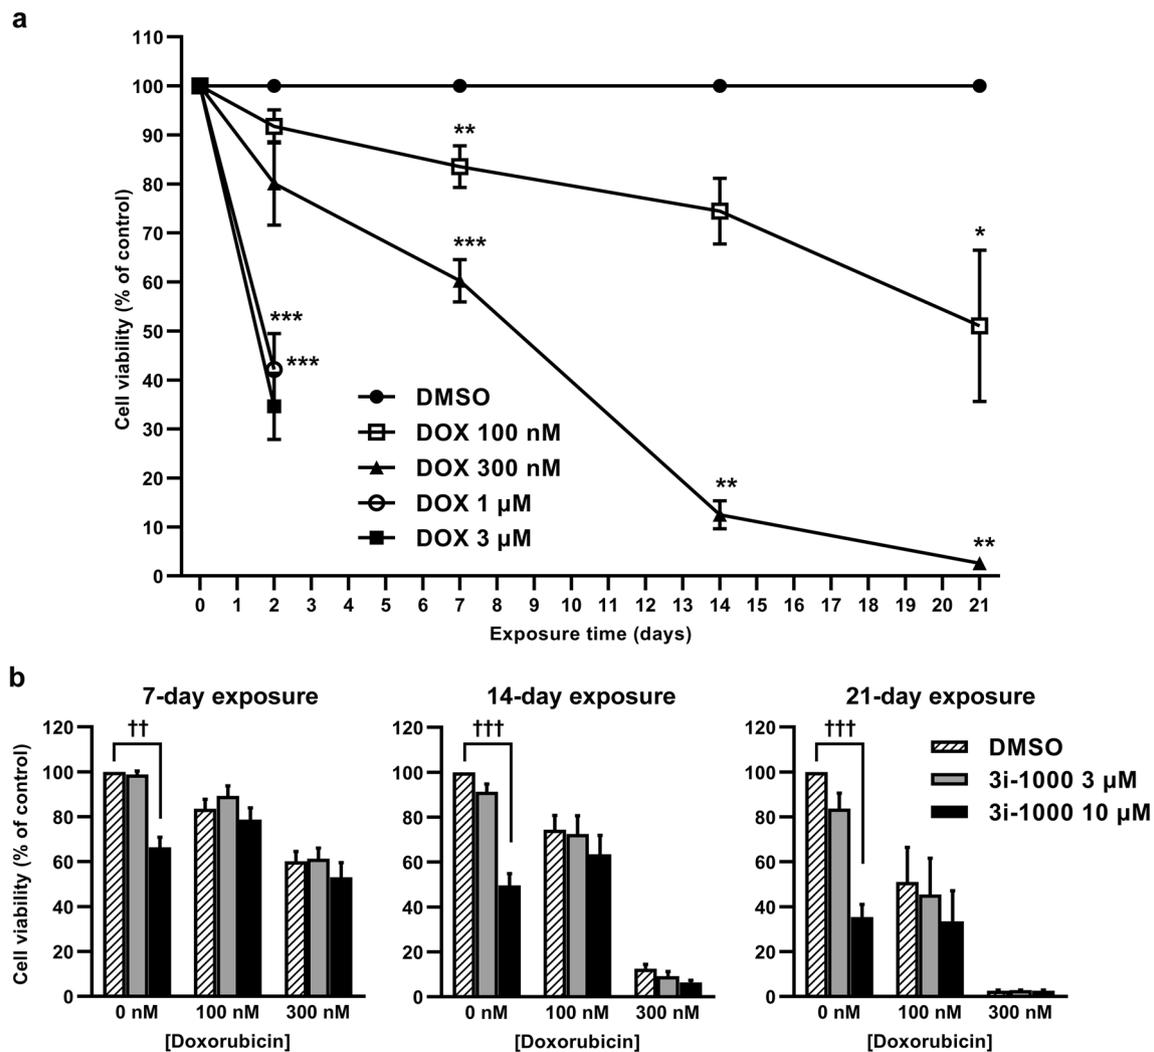 a
110
100
90
80
70
60
50
40
30
20
10
0
Cell viability (% of control)
**
*
***
***
***
**
**
DMSO
DOX 100 nM
DOX 300 nM
DOX 1 µM
DOX 3 µM
0 1 2 3 4 5 6 7 8 9 10 11 12 13 14 15 16 17 18 19 20 21
Exposure time (days)
b
7-day exposure
120
100
80
60
40
20
0
Cell viability (% of control)
††
0 nM 100 nM 300 nM
[Doxorubicin]
14-day exposure
120
100
80
60
40
20
0
†††
0 nM 100 nM 300 nM
[Doxorubicin]
21-day exposure
120
100
80
60
40
20
0
†††
DMSO
3i-1000 3 µM
3i-1000 10 µM
0 nM 100 nM 300 nM
[Doxorubicin]